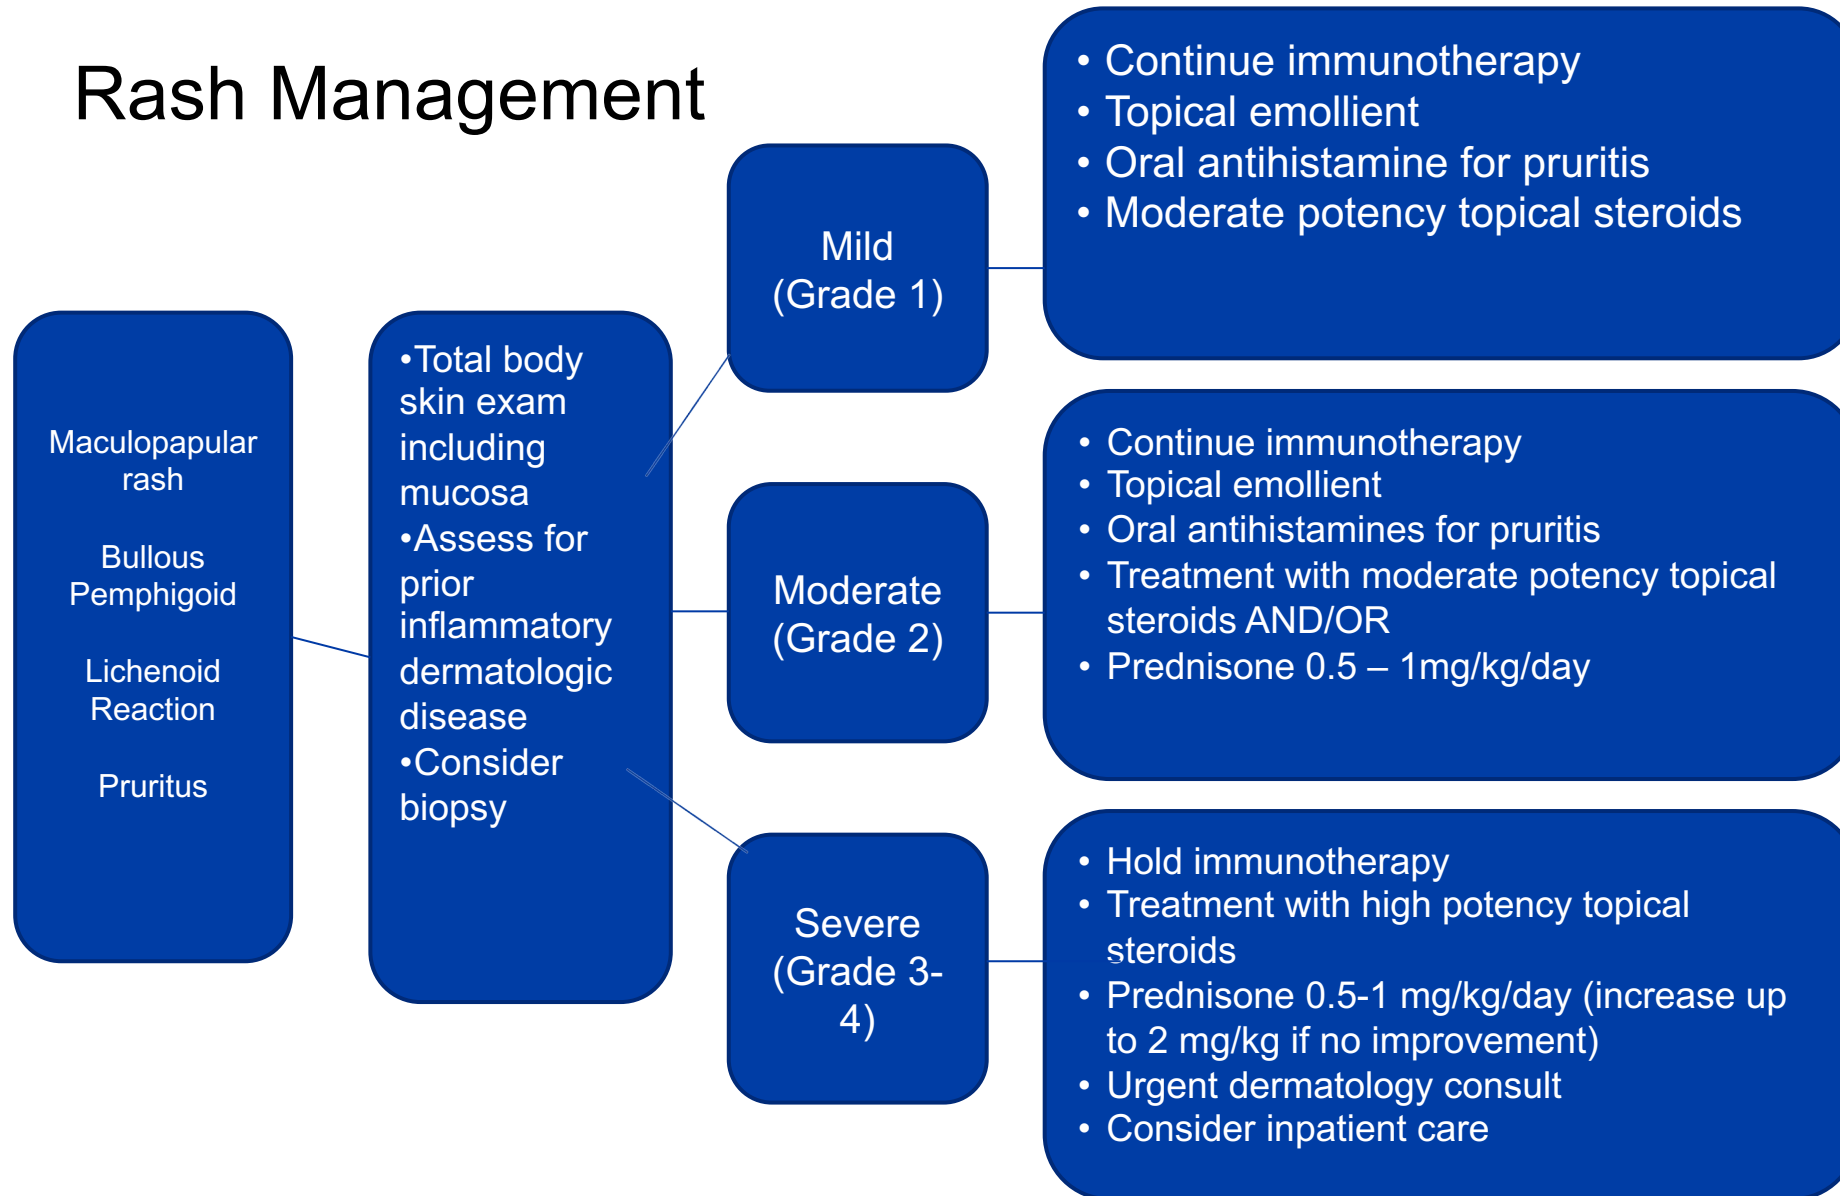 Rash Management
Maculopapular
rash
Bullous
Pemphigoid
Lichenoid
Reaction
Pruritus
•Total body
skin exam
including
mucosa
•Assess for
prior
inflammatory
dermatologic
disease
•Consider
biopsy
Mild
(Grade 1)
• Continue immunotherapy
• Topical emollient
• Oral antihistamine for pruritis
• Moderate potency topical steroids
Moderate
(Grade 2)
• Continue immunotherapy
• Topical emollient
• Oral antihistamines for pruritis
• Treatment with moderate potency topical
steroids AND/OR
• Prednisone 0.5 – 1mg/kg/day
Severe
(Grade 3-
4)
• Hold immunotherapy
• Treatment with high potency topical
steroids
• Prednisone 0.5-1 mg/kg/day (increase up
to 2 mg/kg if no improvement)
• Urgent dermatology consult
• Consider inpatient care